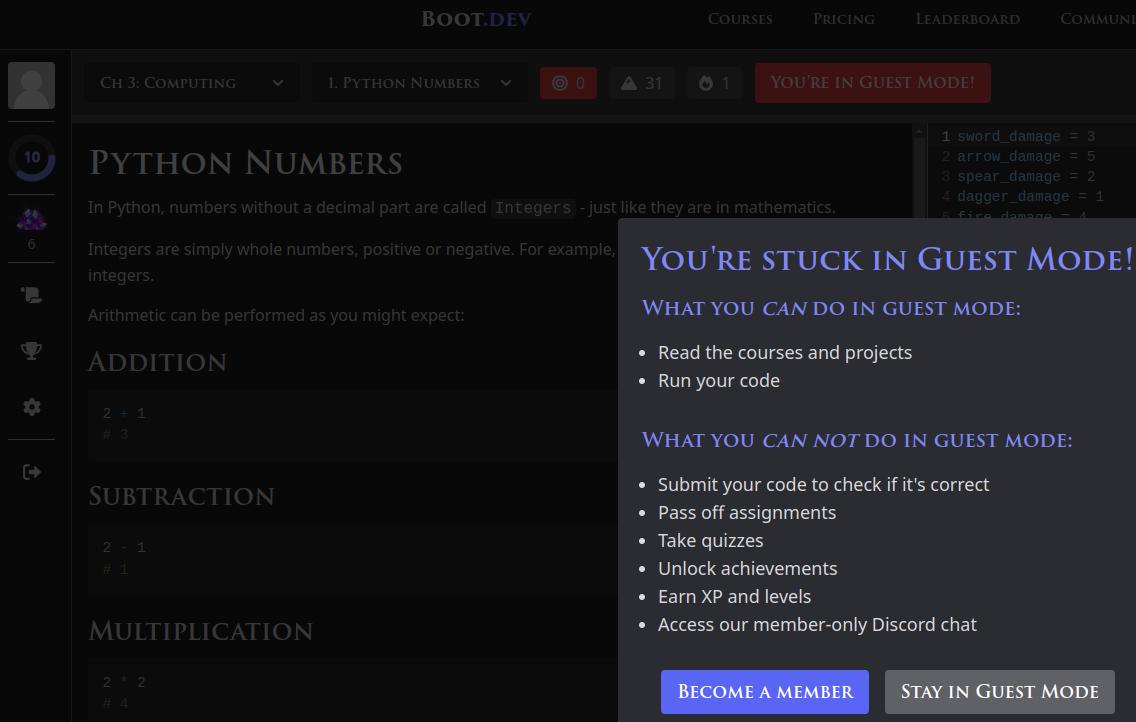 BOOT.DEV
COURSES PRICING LEADERBOARD
CH 3: COMPUTING 1. PYTHON NUMBERS 0 31 1 YOU'RE IN GUEST MODE!
10
6
PYTHON NUMBERS
In Python, numbers without a decimal part are called Integers - just like they are in mathematics.
Integers are simply whole numbers, positive or negative. For example,
integers.
Arithmetic can be performed as you might expect:
ADDITION
2 + 1
# 3
SUBTRACTION
2 - 1
# 1
MULTIPLICATION
2 * 2
# 4
1 sword_damage = 3
2 arrow_damage = 5
3 spear_damage = 2
4 dagger_damage = 1
5 fire_damage = 4
YOU'RE STUCK IN GUEST MODE!
WHAT YOU CAN DO IN GUEST MODE:
• Read the courses and projects
• Run your code
WHAT YOU CAN NOT DO IN GUEST MODE:
• Submit your code to check if it's correct
• Pass off assignments
• Take quizzes
• Unlock achievements
• Earn XP and levels
• Access our member-only Discord chat
BECOME A MEMBER STAY IN GUEST MODE